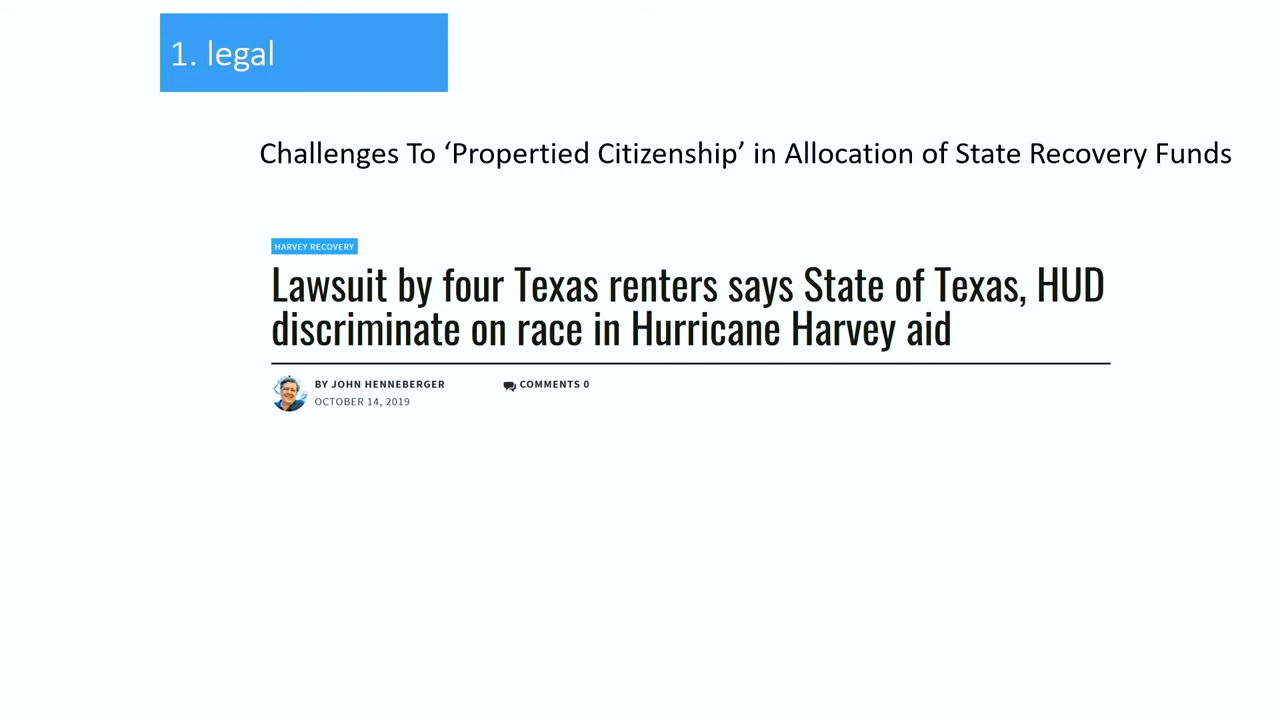 1. legal
Challenges To ‘Propertied Citizenship’ in Allocation of State Recovery Funds
HARVEY RECOVERY
Lawsuit by four Texas renters says State of Texas, HUD
discriminate on race in Hurricane Harvey aid
BY JOHN HENNEBERGER
COMMENTS 0
OCTOBER 14, 2019